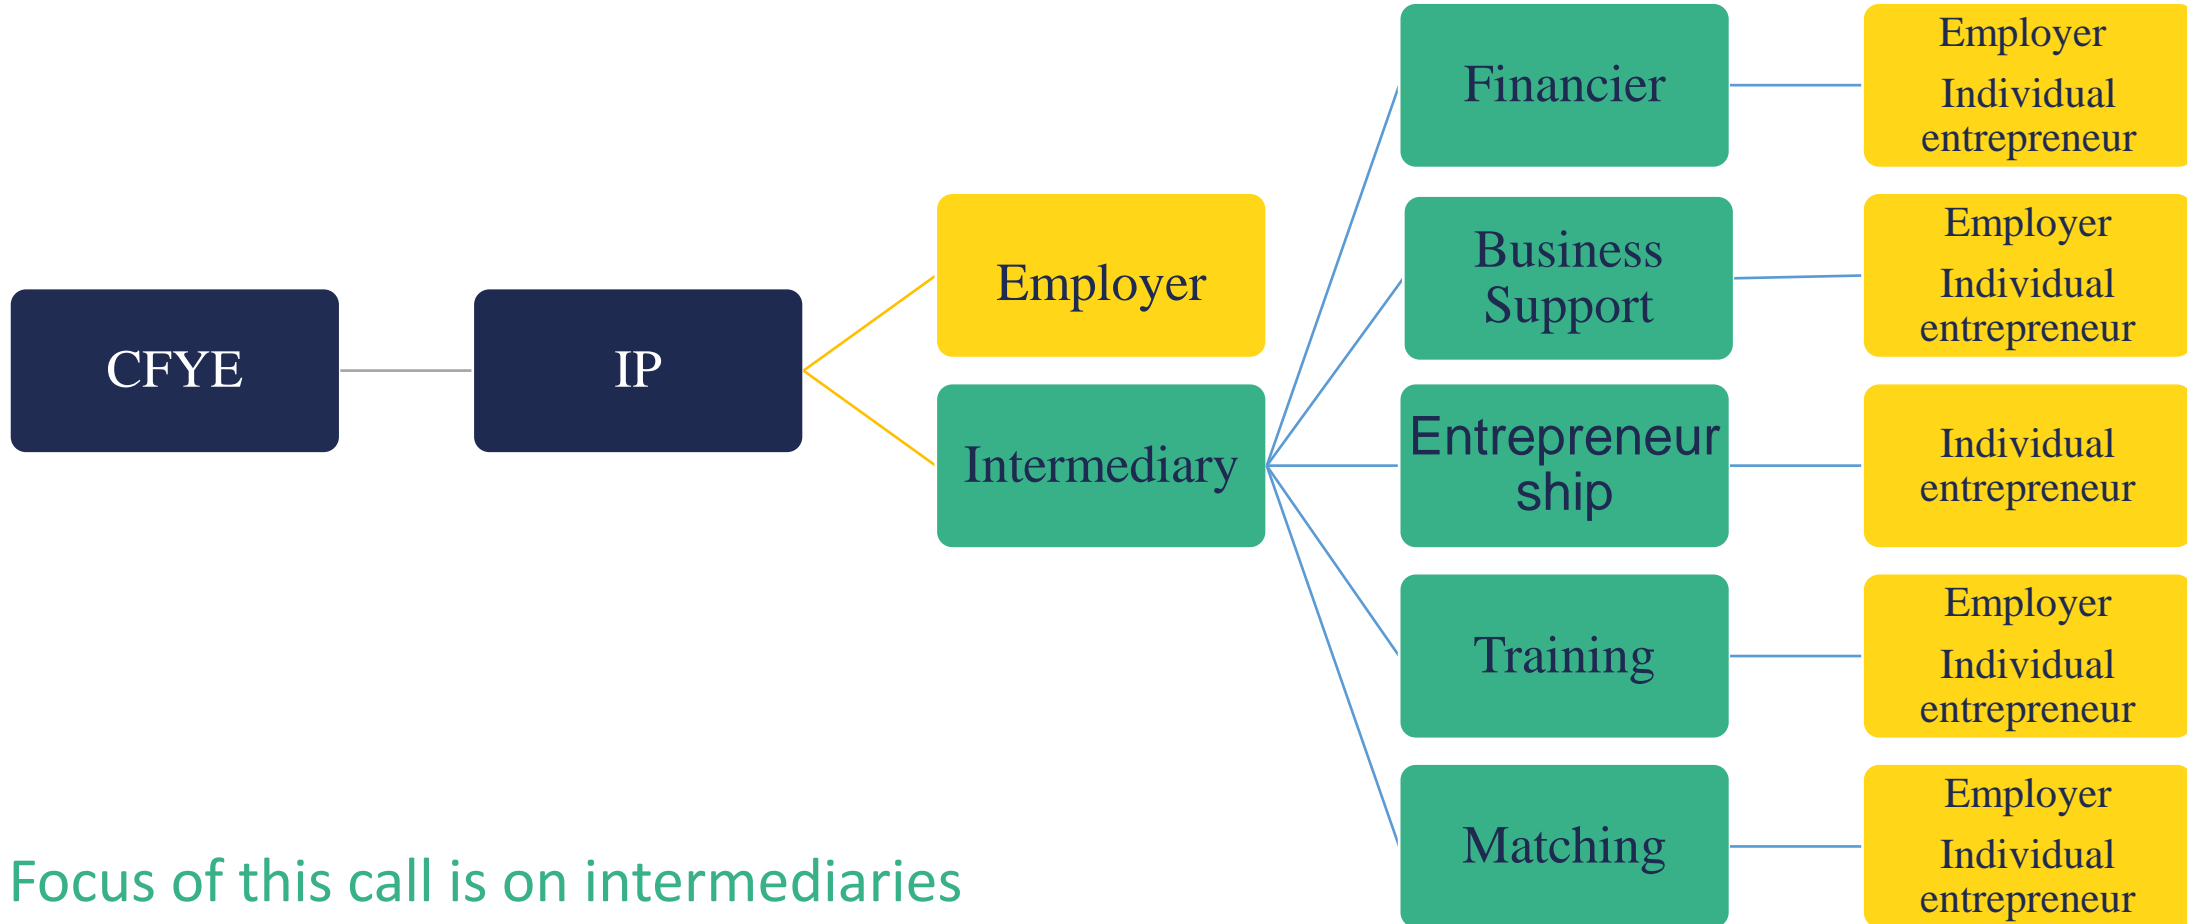 CFYE
IP
Employer
Intermediary
Financier
Employer
Individual
entrepreneur
Business
Support
Employer
Individual
entrepreneur
Entrepreneur
ship
Individual
entrepreneur
Training
Employer
Individual
entrepreneur
Matching
Employer
Individual
entrepreneur
Focus of this call is on intermediaries